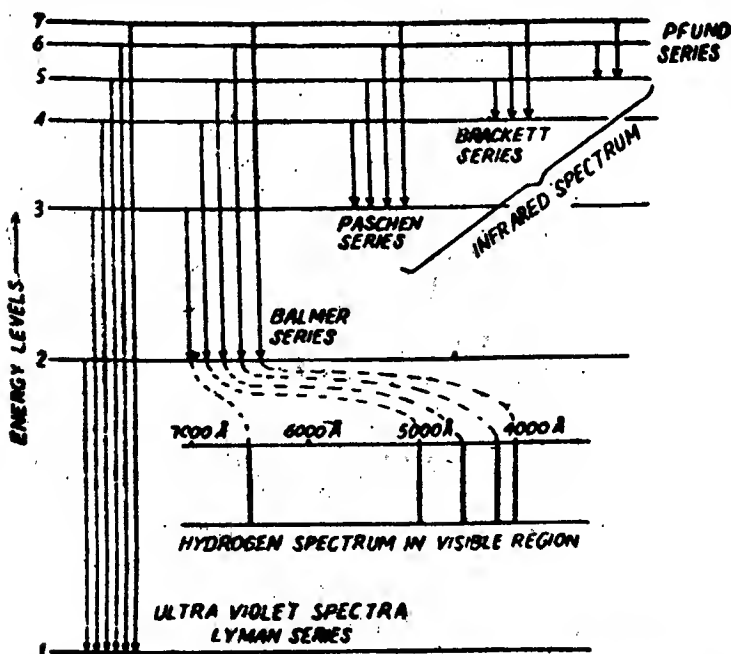 7
6
5
4
3
2
1
ENERGY LEVELS
PFUND
SERIES
BRACKETT
SERIES
INFRARED SPECTRUM
PASCHEN
SERIES
BALMER
SERIES
7000 Å 6000 Å 5000 Å 4000 Å
HYDROGEN SPECTRUM IN VISIBLE REGION
ULTRA VIOLET SPECTRA
LYMAN SERIES